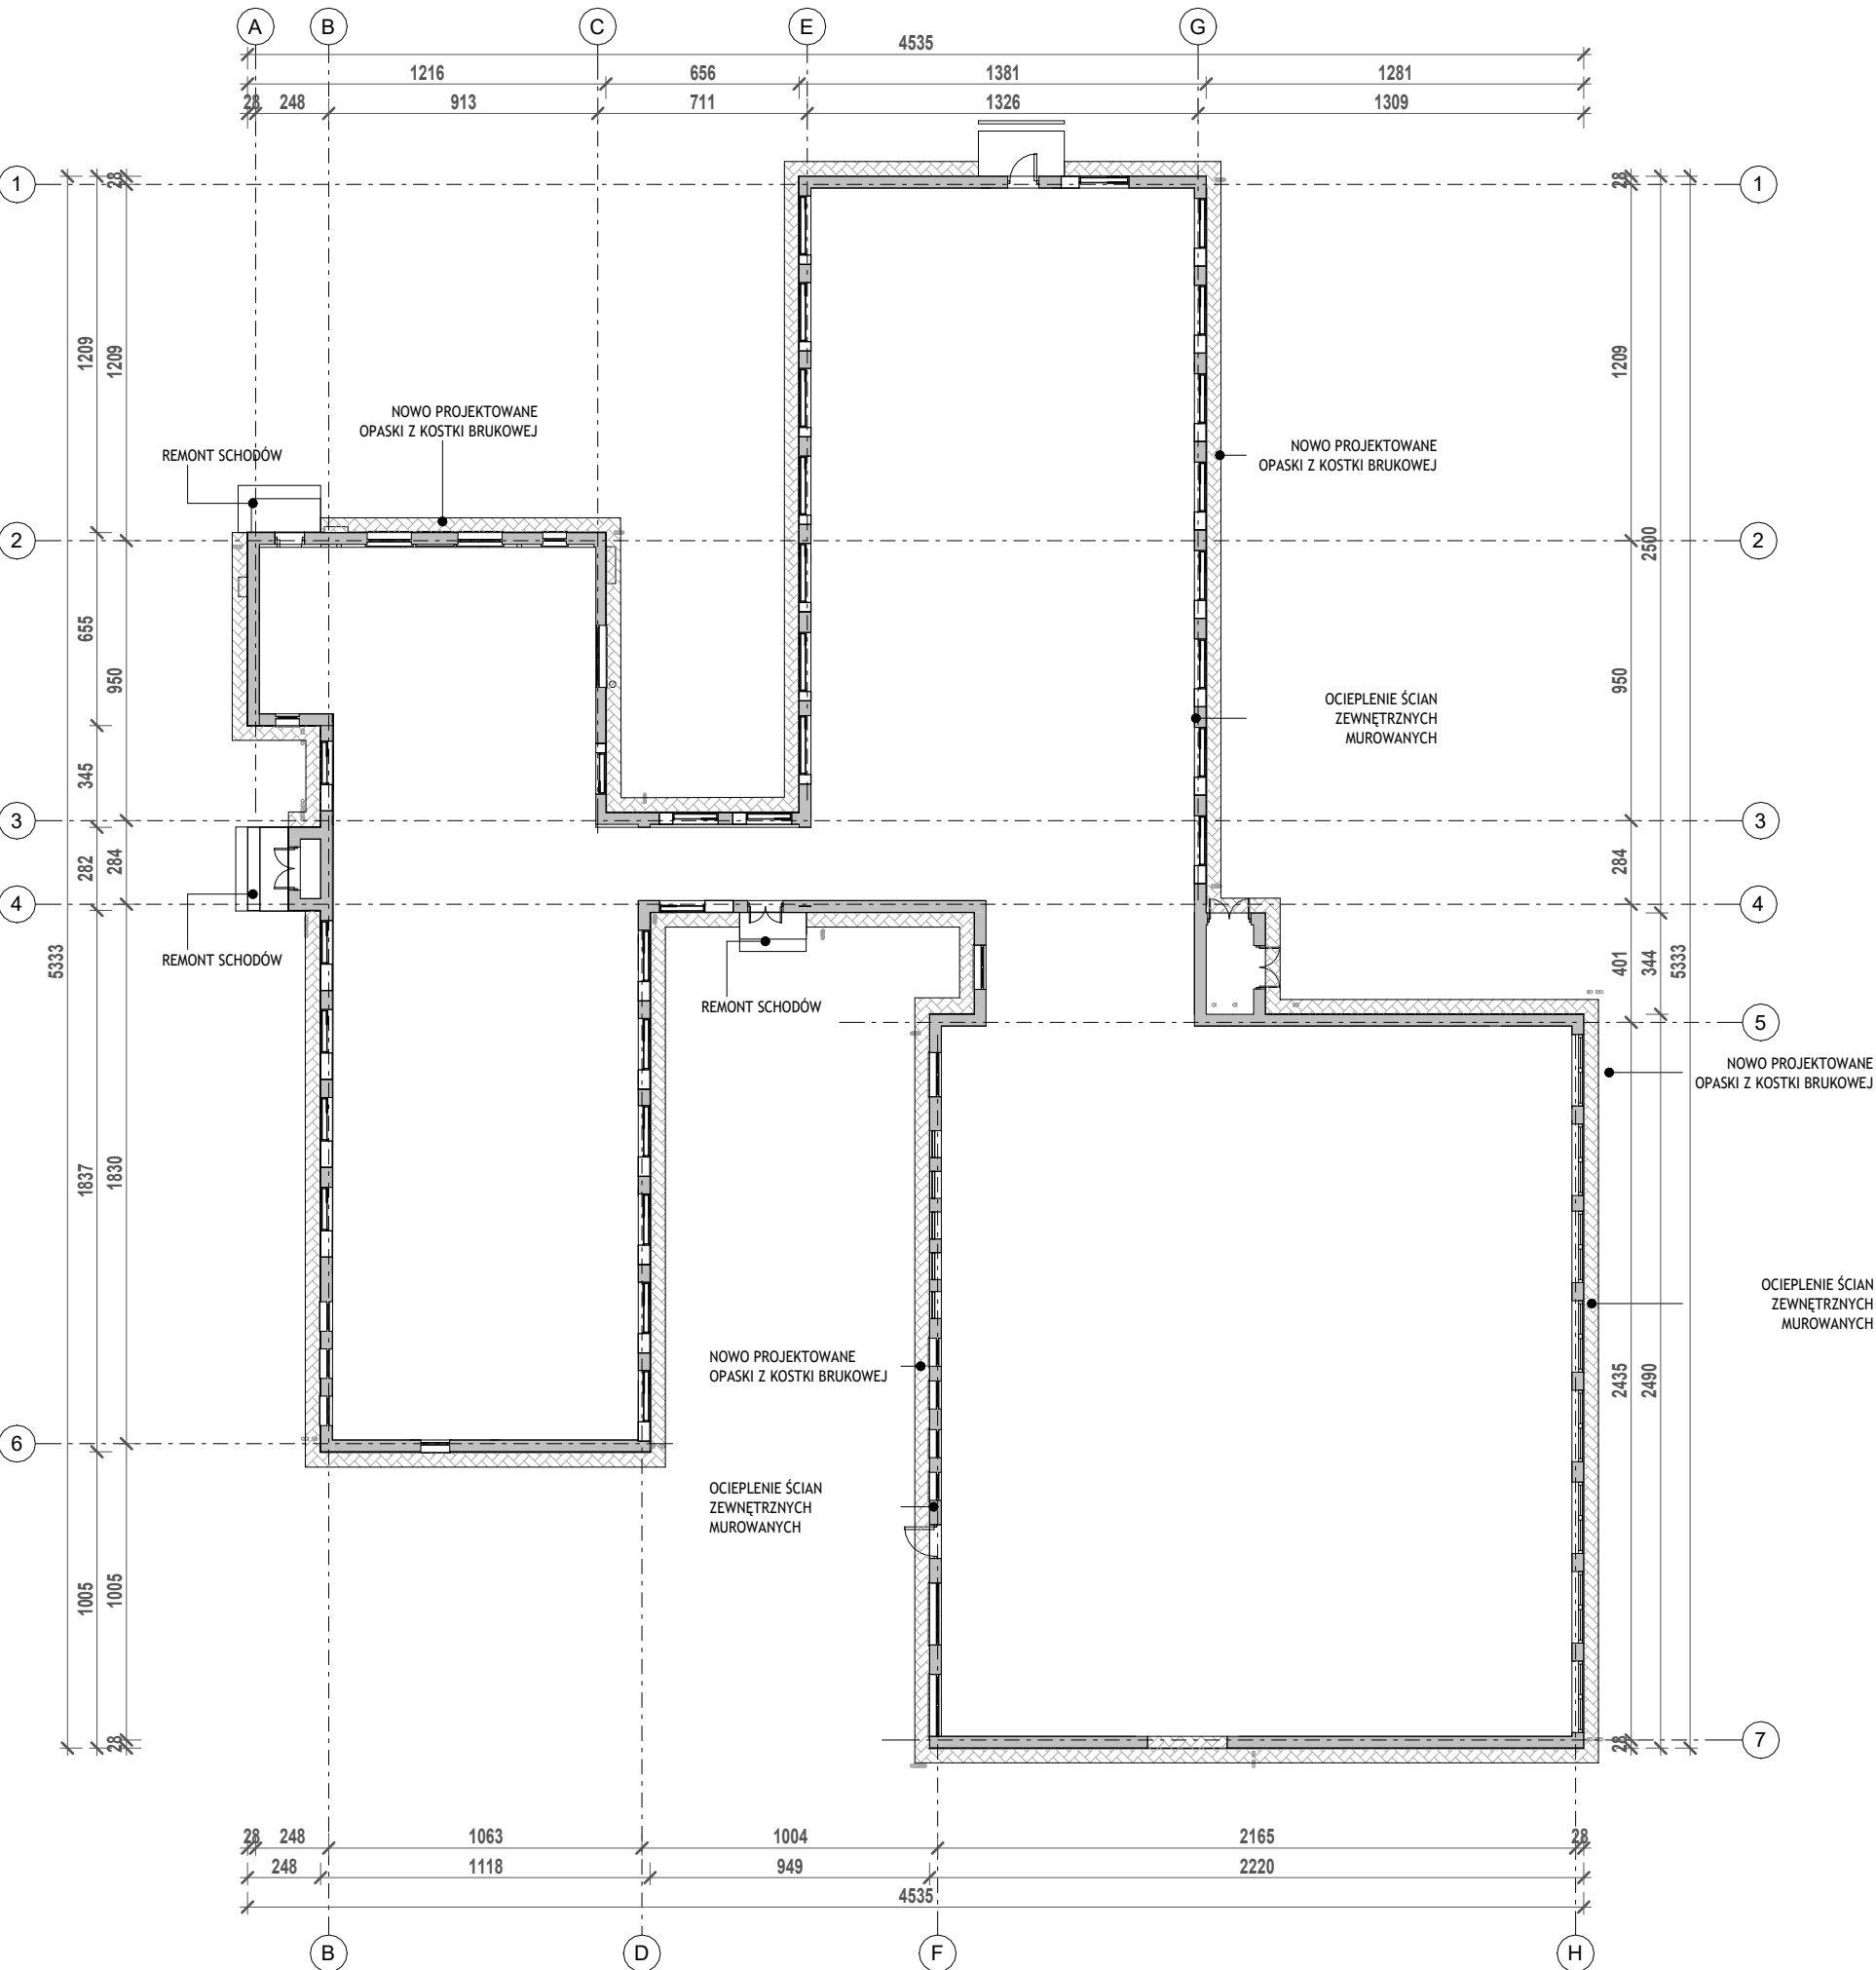 A
B
C
E
G
4535
1216
656
1381
1281
28
248
913
711
1326
1309
1
28
28
1
1209
1209
1209
NOWO PROJEKTOWANE
OPASKI Z KOSTKI BRUKOWEJ
REMONT SCHODÓW
NOWO PROJEKTOWANE
OPASKI Z KOSTKI BRUKOWEJ
2
2500
2
655
950
950
OCIEPLENIE ŚCIAN
ZEWNĘTRZNYCH
MUROWANYCH
345
3
3
282
284
284
4
4
REMONT SCHODÓW
5333
401
344
5333
REMONT SCHODÓW
5
NOWO PROJEKTOWANE
OPASKI Z KOSTKI BRUKOWEJ
1837
1830
OCIEPLENIE ŚCIAN
ZEWNĘTRZNYCH
MUROWANYCH
NOWO PROJEKTOWANE
OPASKI Z KOSTKI BRUKOWEJ
2435
2490
6
OCIEPLENIE ŚCIAN
ZEWNĘTRZNYCH
MUROWANYCH
1005
1005
28
28
7
28
248
1063
1004
2165
28
248
1118
949
2220
4535
B
D
F
H